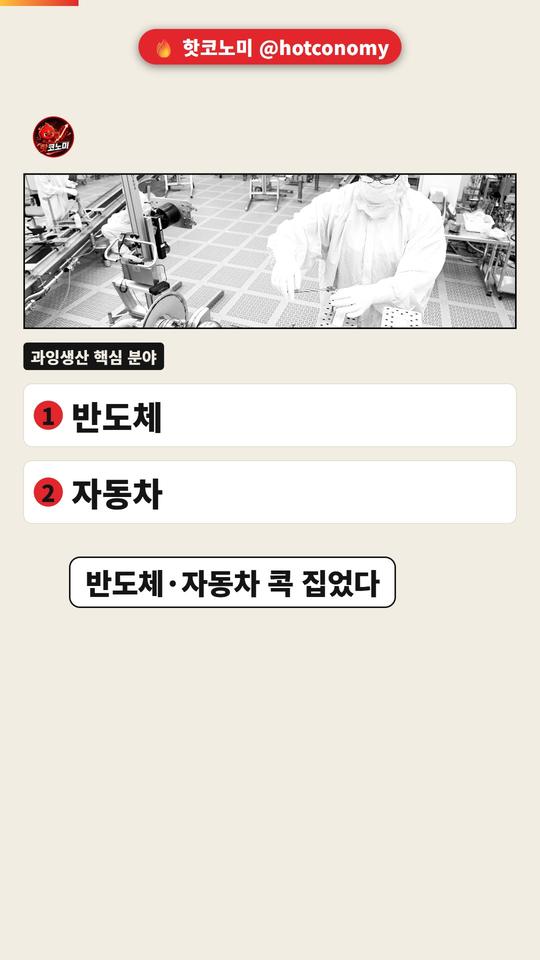 🔥 핫코노미 @hotconomy
핫코노미
과잉생산 핵심 분야
1 반도체
2 자동차
반도체·자동차 콕 집었다